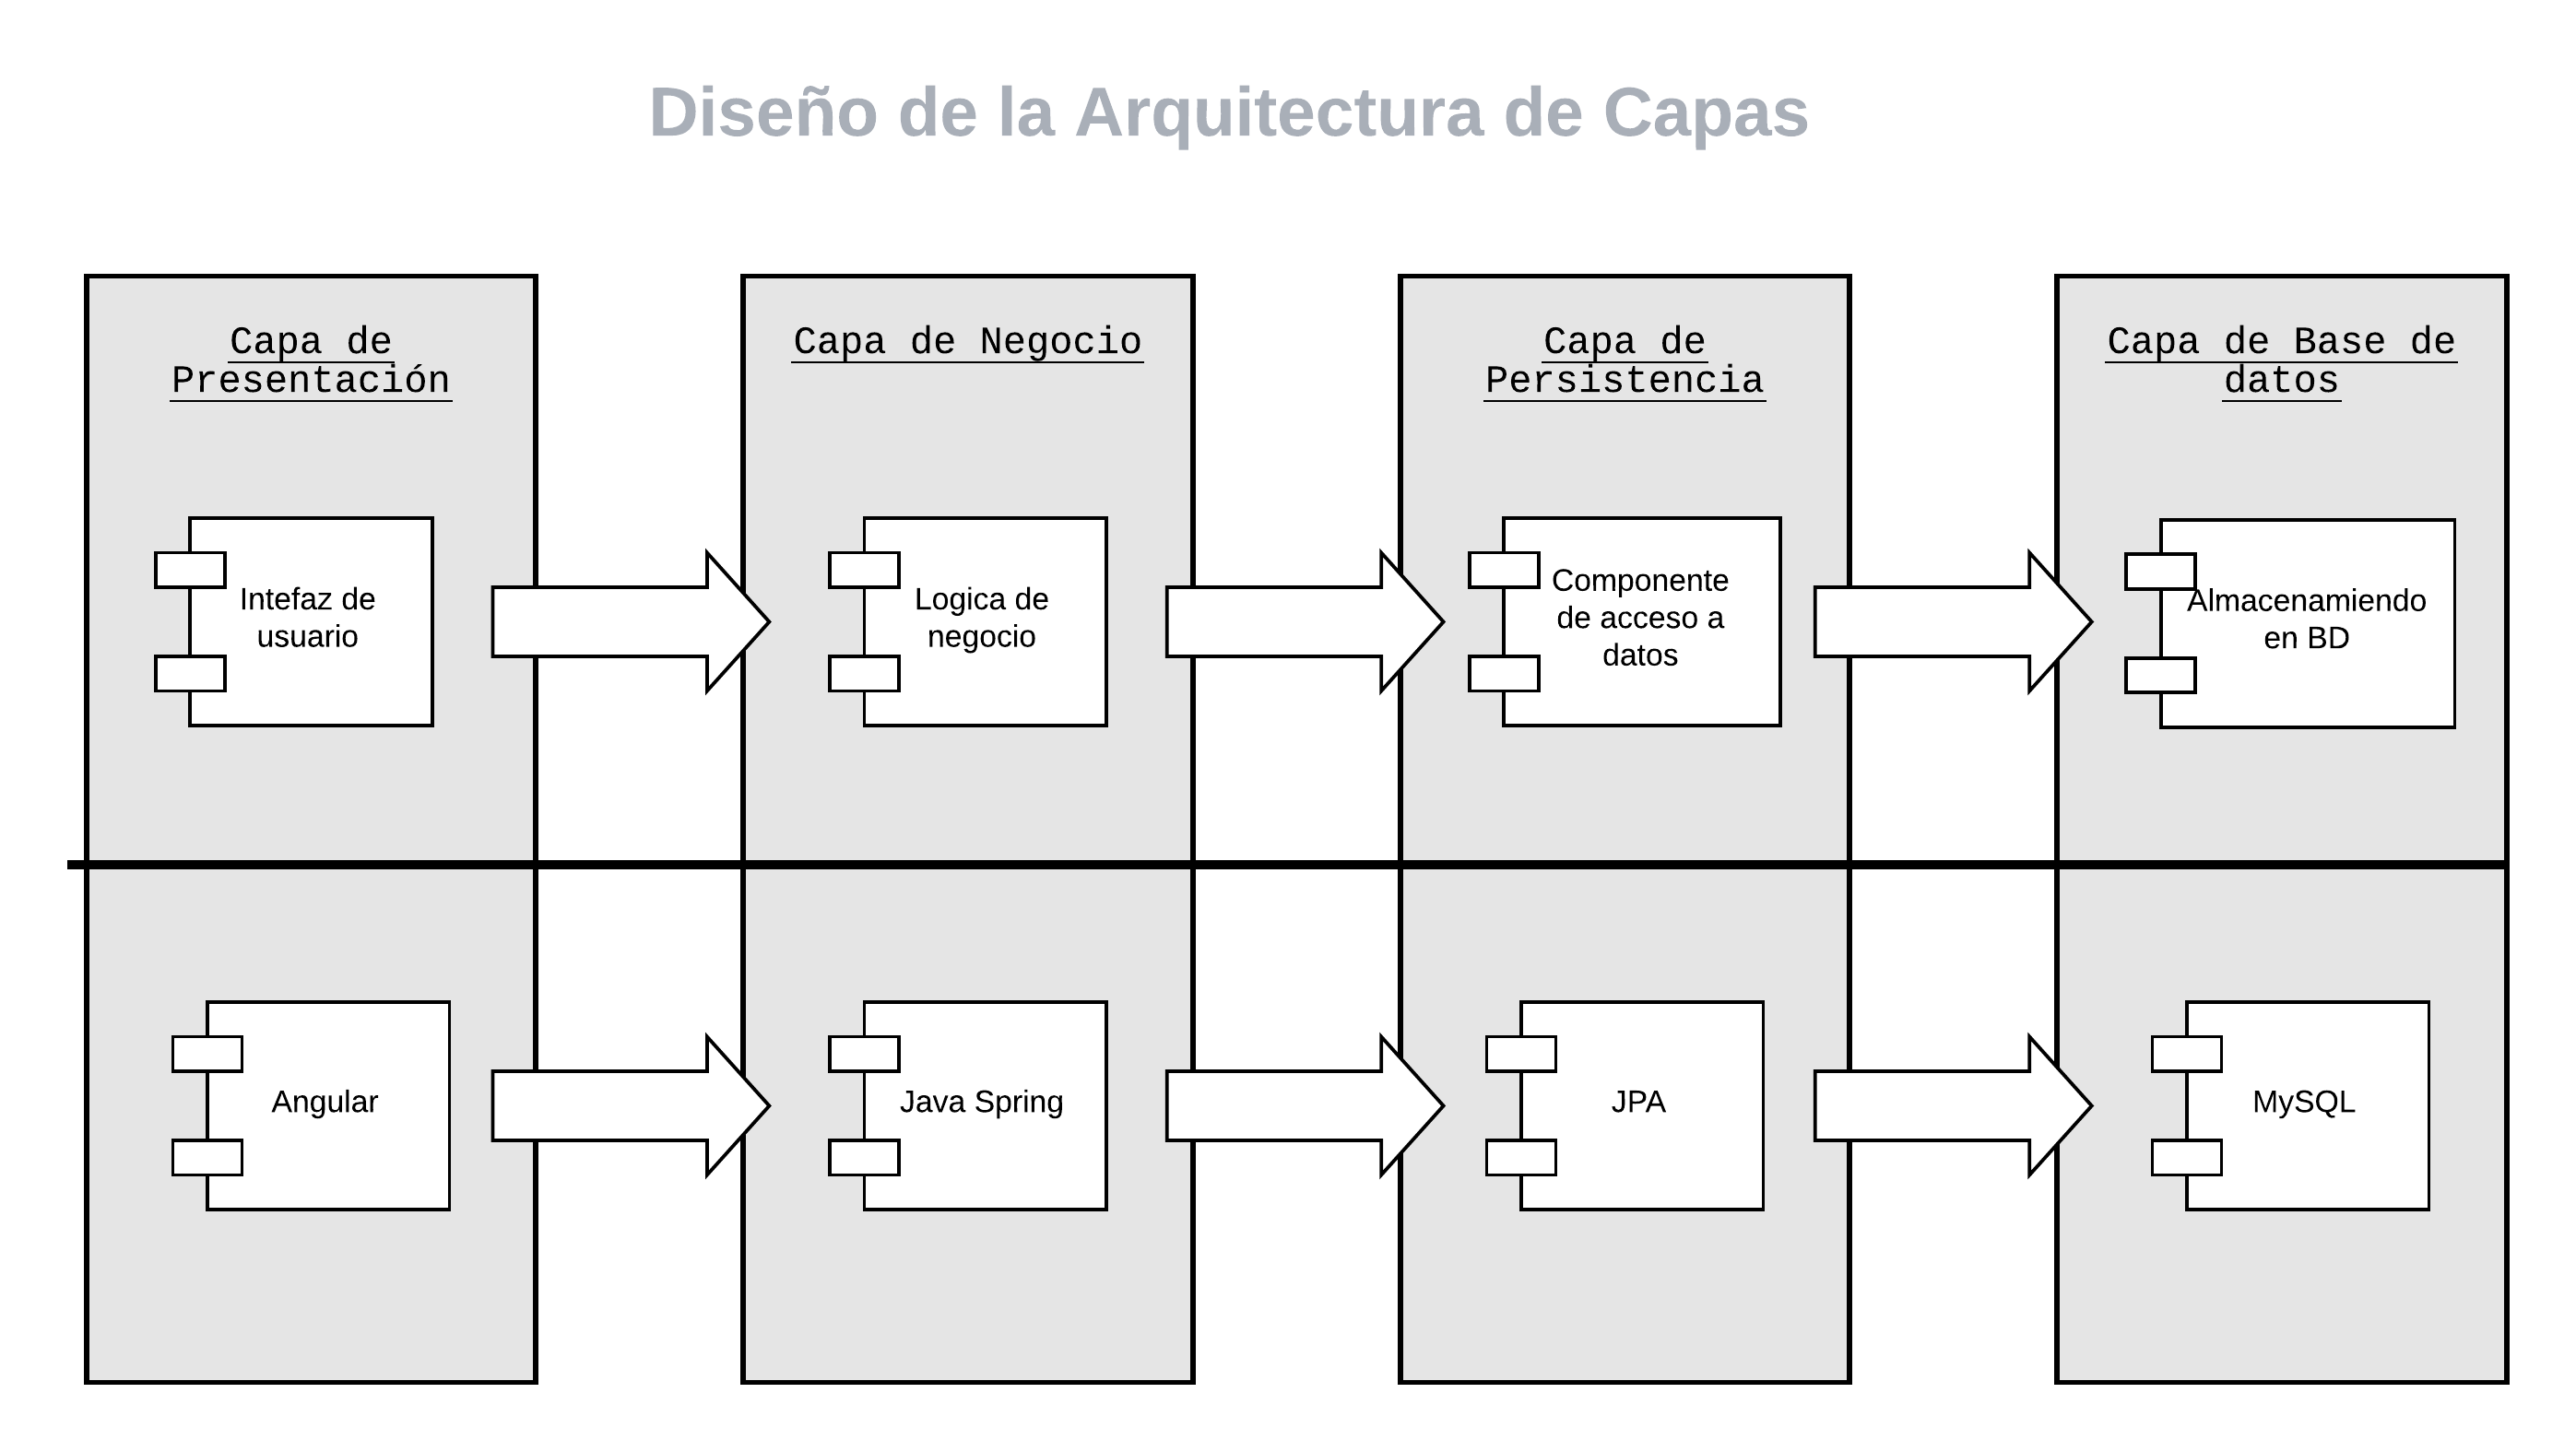 Diseño de la Arquitectura de Capas
Capa de
Presentación
Capa de Negocio
Capa de
Persistencia
Capa de Base de
datos
Intefaz de
usuario
Logica de
negocio
Componente
de acceso a
datos
Almacenamiendo
en BD
Angular
Java Spring
JPA
MySQL